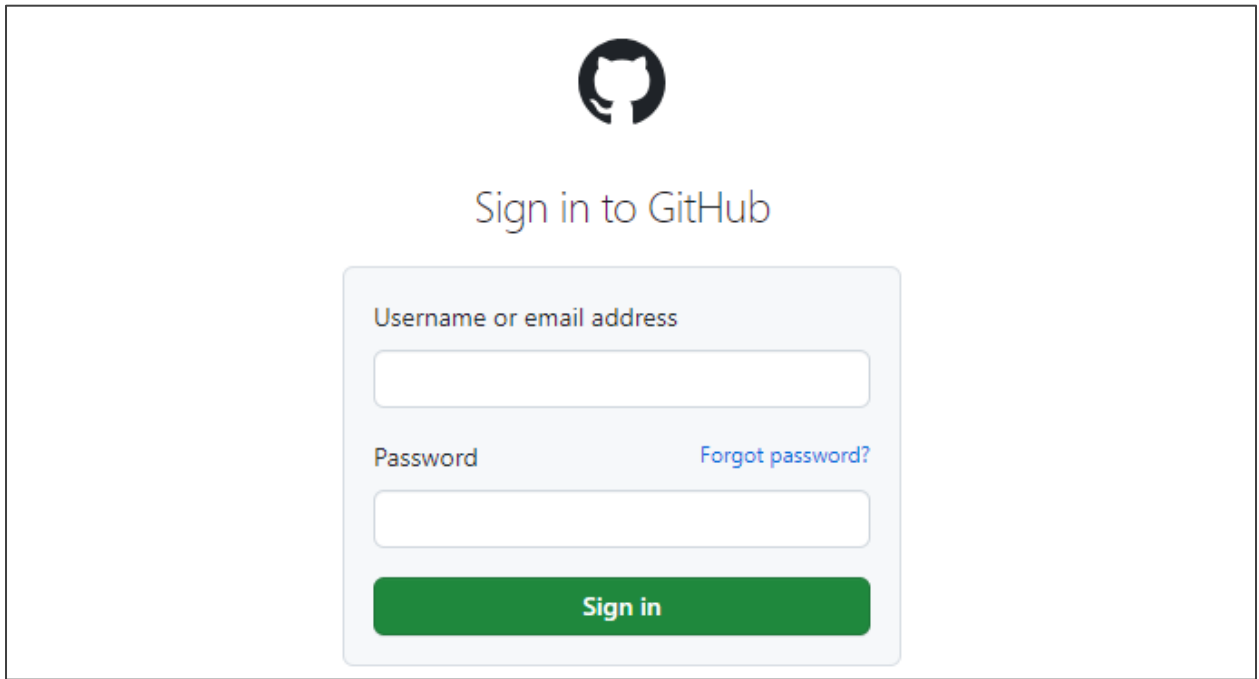 Sign in to GitHub
Username or email address
Password Forgot password?
Sign in